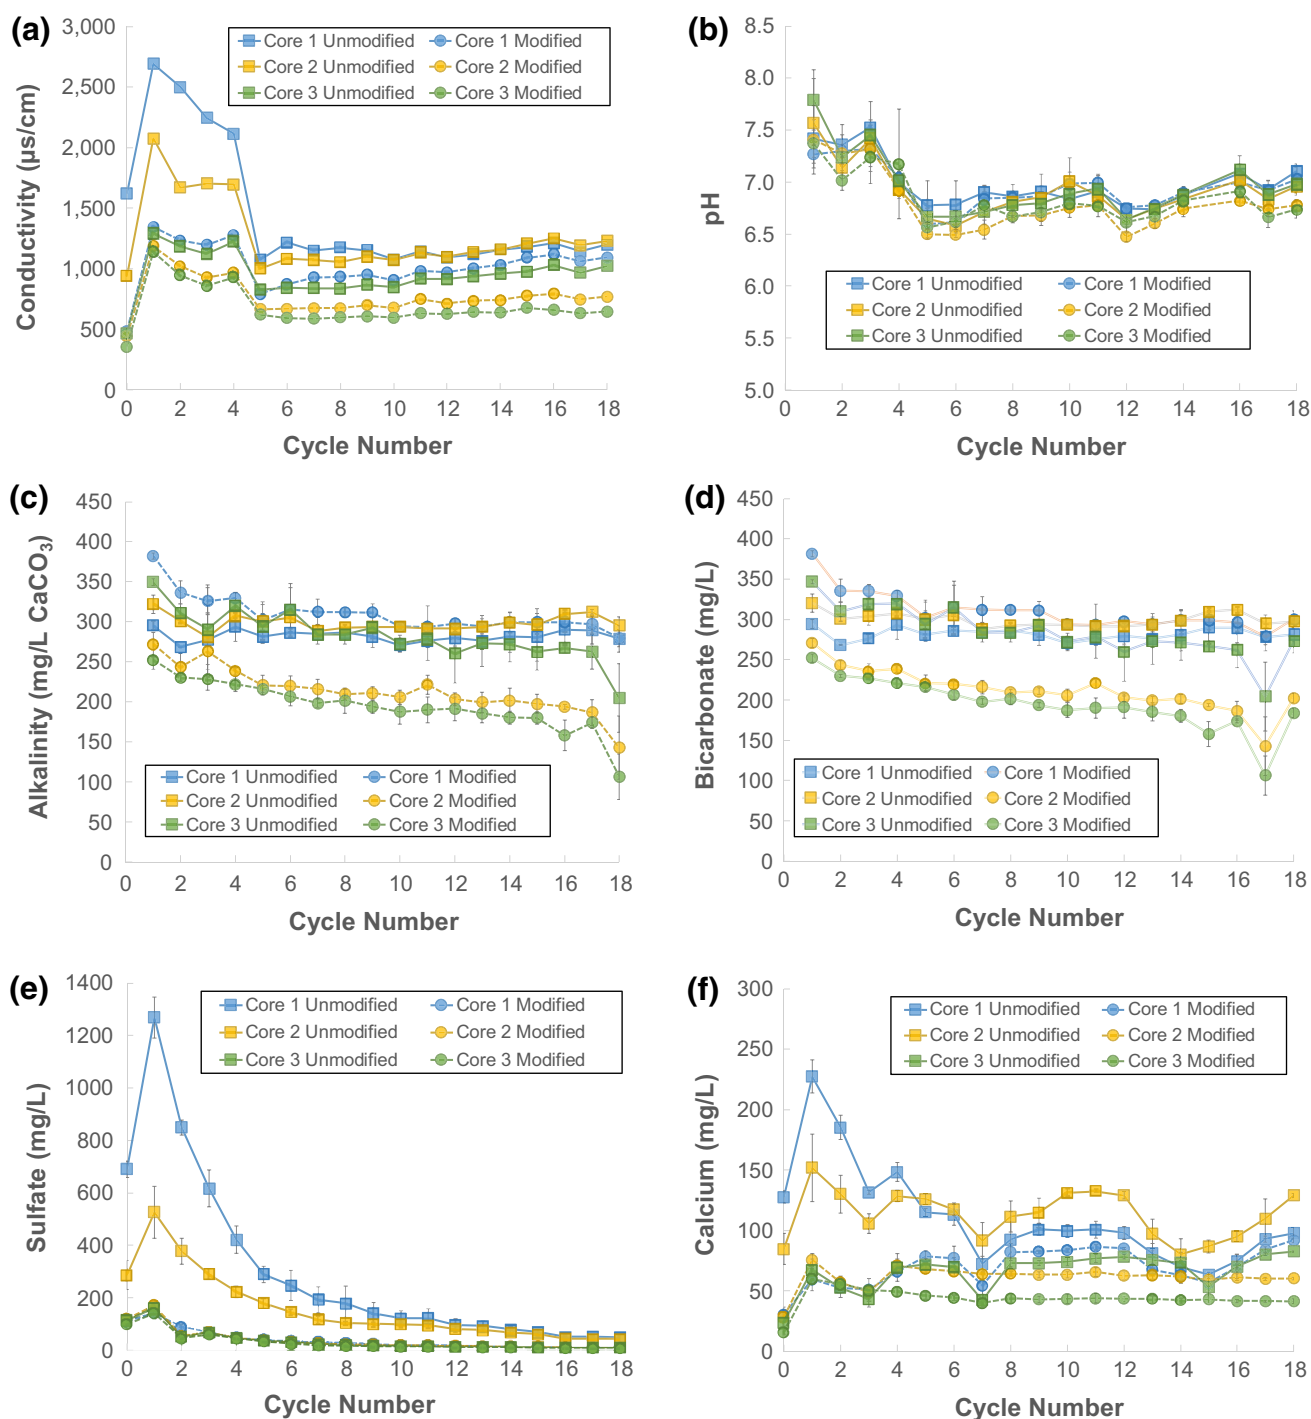 (a)
3,000
2,500
2,000
1,500
1,000
500
0
Conductivity (µs/cm)
Core 1 Unmodified Core 1 Modified
Core 2 Unmodified Core 2 Modified
Core 3 Unmodified Core 3 Modified
0 2 4 6 8 10 12 14 16 18
Cycle Number
(b)
8.5
8.0
7.5
7.0
6.5
6.0
5.5
5.0
pH
Core 1 Unmodified Core 1 Modified
Core 2 Unmodified Core 2 Modified
Core 3 Unmodified Core 3 Modified
0 2 4 6 8 10 12 14 16 18
Cycle Number
(c)
450
400
350
300
250
200
150
100
50
0
Alkalinity (mg/L CaCO₃)
Core 1 Unmodified Core 1 Modified
Core 2 Unmodified Core 2 Modified
Core 3 Unmodified Core 3 Modified
0 2 4 6 8 10 12 14 16 18
Cycle Number
(d)
450
400
350
300
250
200
150
100
50
0
Bicarbonate (mg/L)
Core 1 Unmodified Core 1 Modified
Core 2 Unmodified Core 2 Modified
Core 3 Unmodified Core 3 Modified
0 2 4 6 8 10 12 14 16 18
Cycle Number
(e)
1400
1200
1000
800
600
400
200
0
Sulfate (mg/L)
Core 1 Unmodified Core 1 Modified
Core 2 Unmodified Core 2 Modified
Core 3 Unmodified Core 3 Modified
0 2 4 6 8 10 12 14 16 18
Cycle Number
(f)
300
250
200
150
100
50
0
Calcium (mg/L)
Core 1 Unmodified Core 1 Modified
Core 2 Unmodified Core 2 Modified
Core 3 Unmodified Core 3 Modified
0 2 4 6 8 10 12 14 16 18
Cycle Number